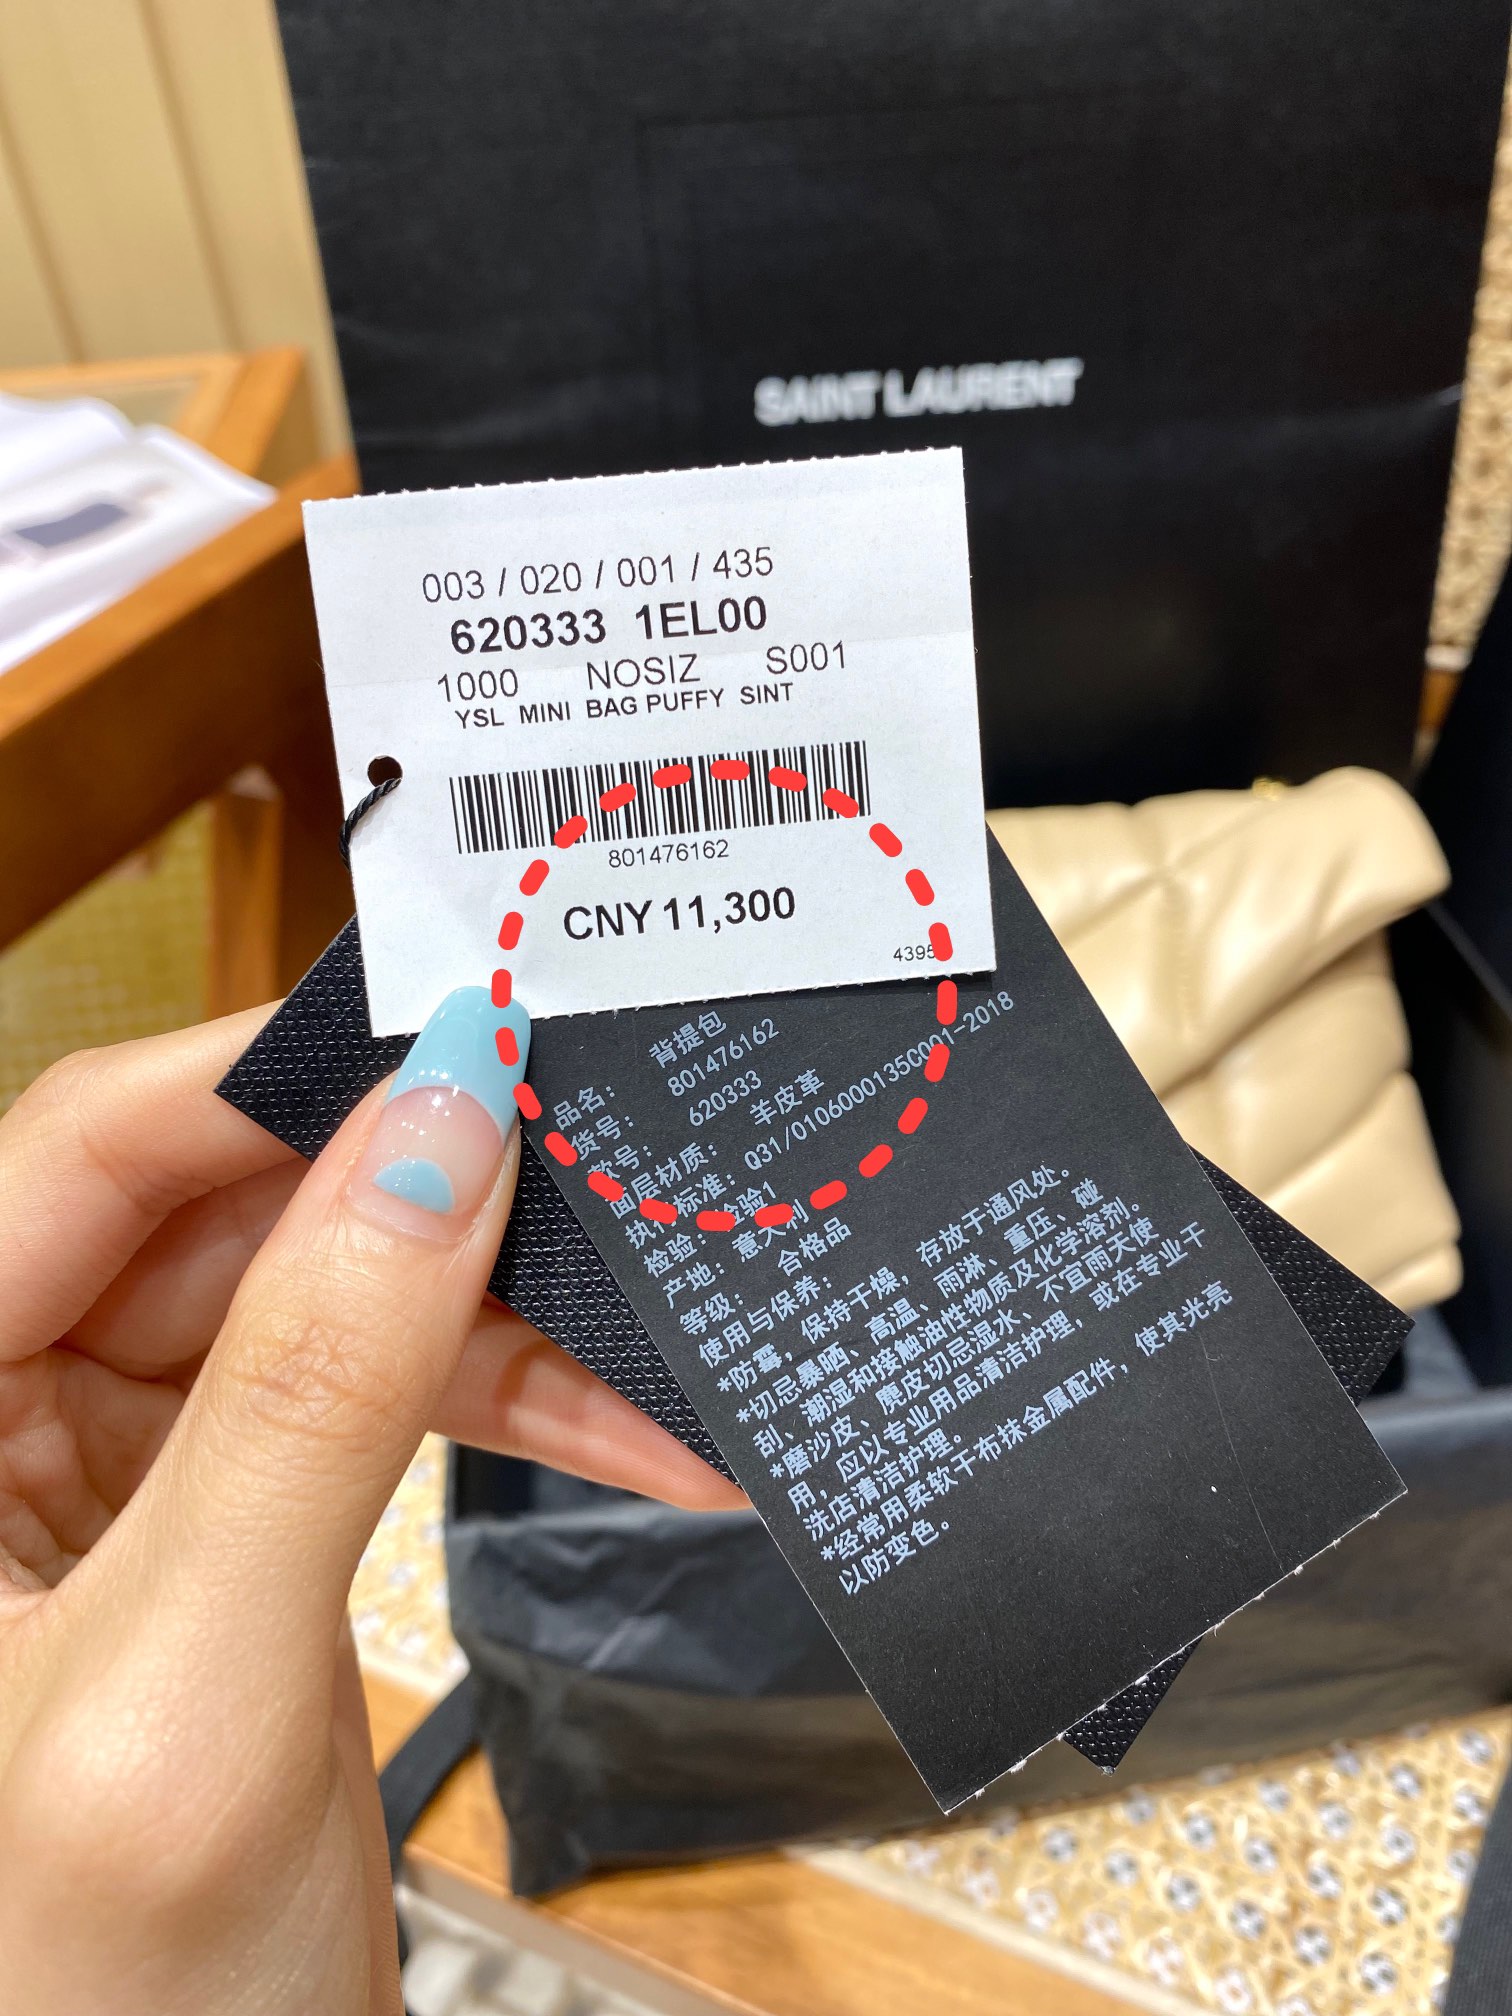 SAINT LAURENT
003 / 020 / 001 / 435
620333 1EL00
1000 NOSIZ S001
YSL MINI BAG PUFFY SINT
801476162
CNY 11,300
4395
品名： 背提包
货号： 801476162
款号： 620333
面层材质： 羊皮革
执行标准： Q31/0106000135C001-2018
检验：检验1
产地：意大利
等级： 合格品
使用与保养：
*防霉，保持干燥，存放于通风处。
*切忌暴晒、高温、雨淋、重压、碰
刮、潮湿和接触油性物质及化学溶剂。
*磨沙皮、麂皮切忌湿水、不宜雨天使
用，应以专业用品清洁护理，或在专业干
洗店清洁护理。
*经常用柔软干布抹金属配件，使其光亮
以防变色。